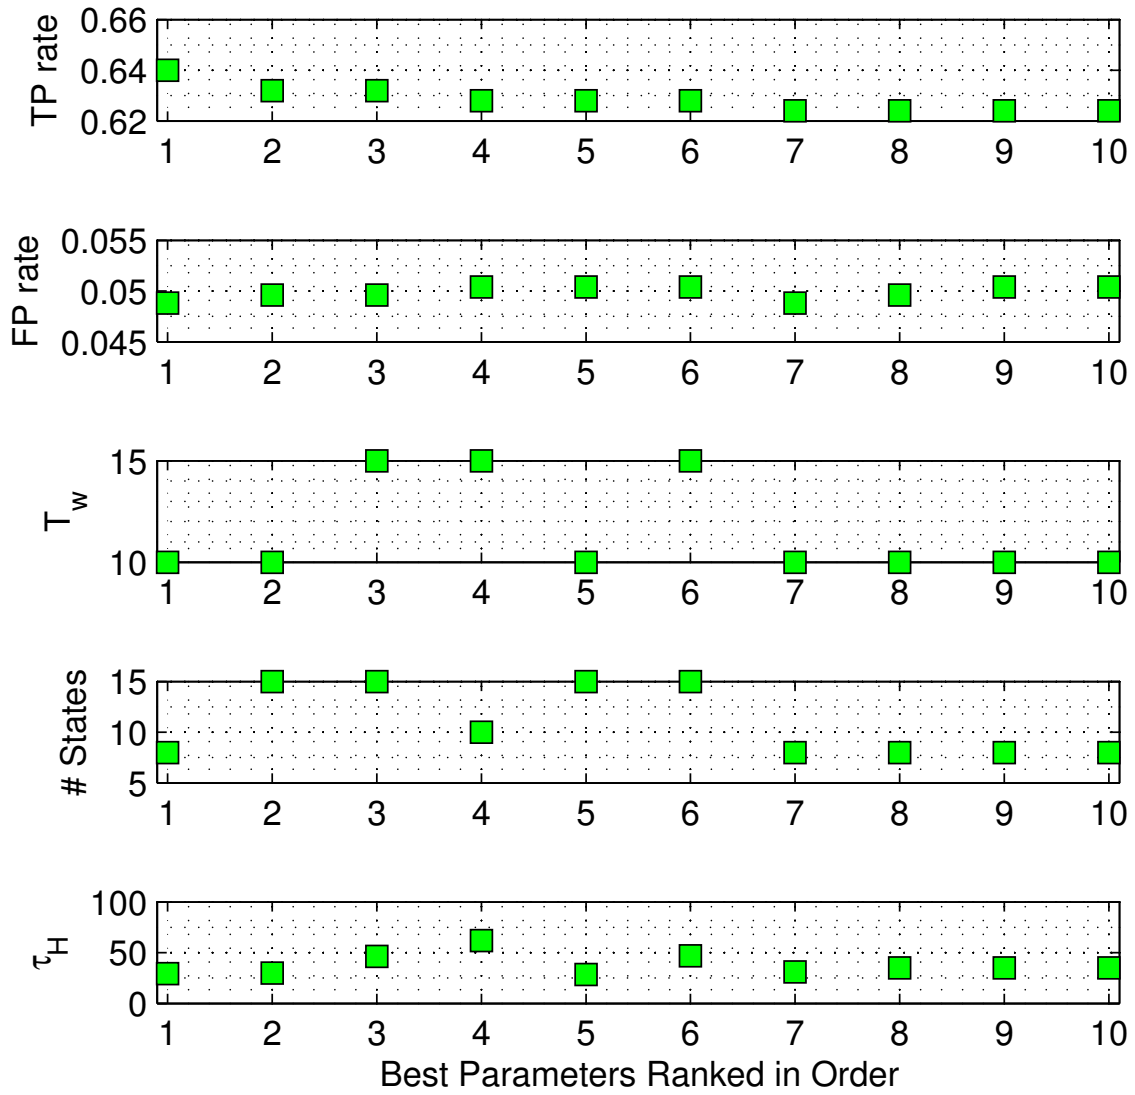 TP rate
0.66
0.64
0.62
1 2 3 4 5 6 7 8 9 10
FP rate
0.055
0.05
0.045
1 2 3 4 5 6 7 8 9 10
T_w
15
10
1 2 3 4 5 6 7 8 9 10
# States
15
10
5
1 2 3 4 5 6 7 8 9 10
τ_H
100
50
0
1 2 3 4 5 6 7 8 9 10
Best Parameters Ranked in Order